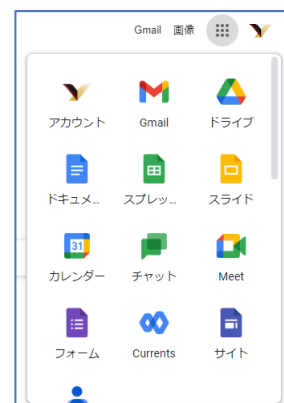 Gmail 画像
アカウント Gmail ドライブ
ドキュメ... スプレッ... スライド
31
カレンダー チャット Meet
フォーム Currents サイト